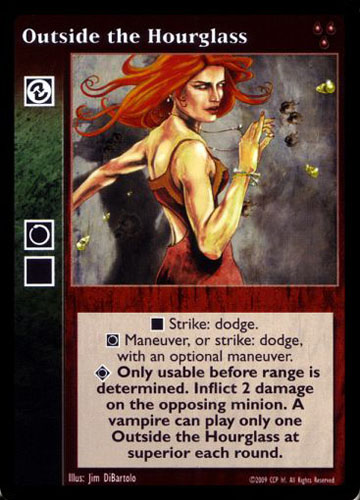 Outside the Hourglass
Strike: dodge.
Maneuver, or strike: dodge,
with an optional maneuver.
Only usable before range is
determined. Inflict 2 damage
on the opposing minion. A
vampire can play only one
Outside the Hourglass at
superior each round.
Illus: Jim DiBartolo
©2009 CCP hf. All Rights Reserved